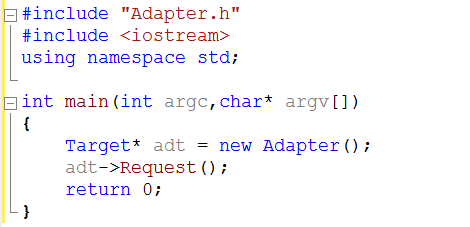 #include "Adapter.h"
#include <iostream>
using namespace std;
int main(int argc,char* argv[])
{
Target* adt = new Adapter();
adt->Request();
return 0;
}